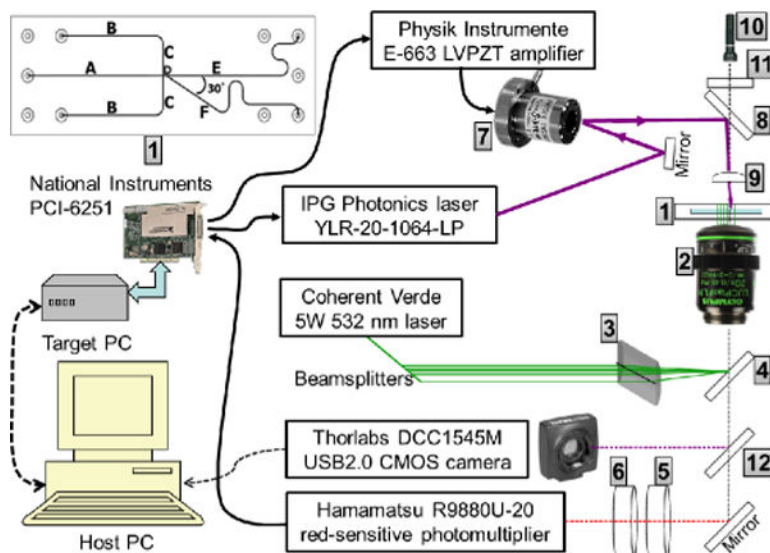 B
C
A
D
E
30°
B
C
F
1
National Instruments
PCI-6251
Target PC
Host PC
Physik Instrumente
E-663 LVPZT amplifier
7
IPG Photonics laser
YLR-20-1064-LP
Mirror
10
11
8
9
1
2
OLYMPUS
Coherent Verde
5W 532 nm laser
Beamsplitters
3
4
Thorlabs DCC1545M
USB2.0 CMOS camera
12
Hamamatsu R9880U-20
red-sensitive photomultiplier
6
5
Mirror